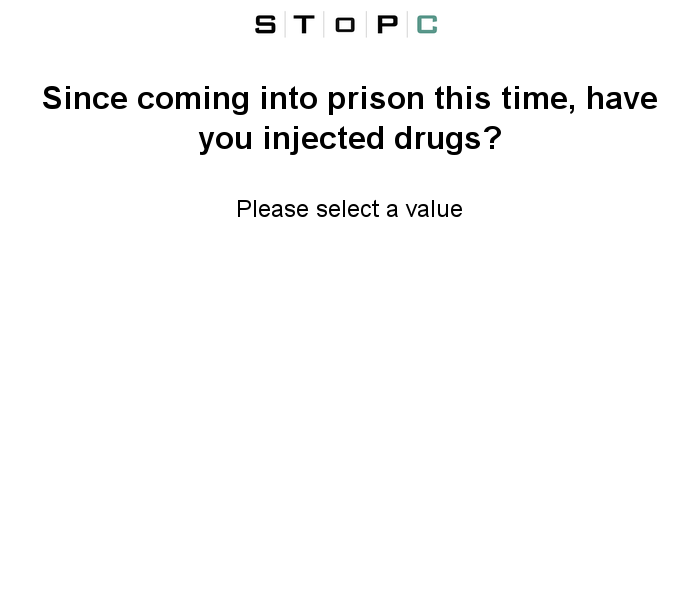 S T O P C
Since coming into prison this time, have
you injected drugs?
Please select a value